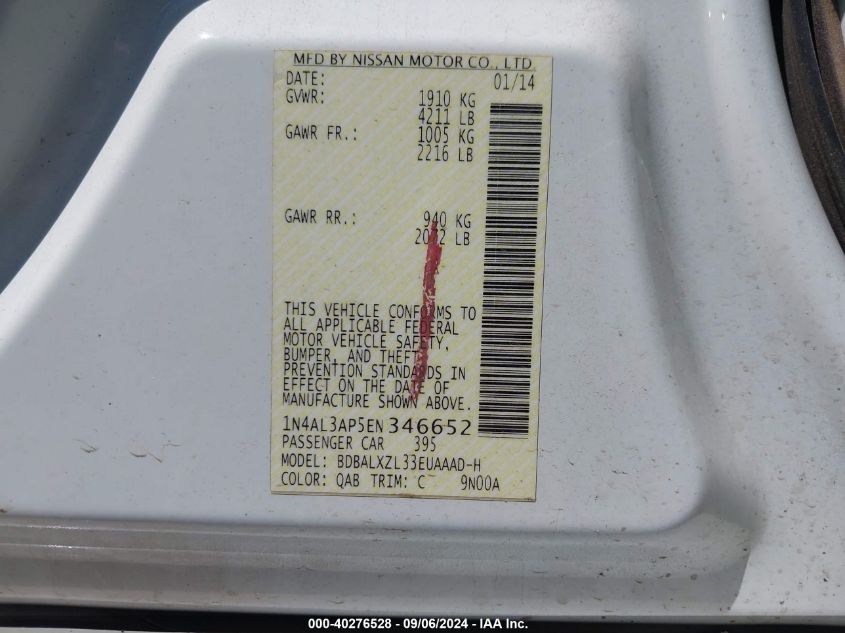 MFD BY NISSAN MOTOR CO., LTD.
DATE: 01/14
GVWR: 1910 KG
4211 LB
GAWR FR.: 1005 KG
2216 LB
GAWR RR.: 940 KG
2072 LB
THIS VEHICLE CONFORMS TO
ALL APPLICABLE FEDERAL
MOTOR VEHICLE SAFETY,
BUMPER, AND THEFT
PREVENTION STANDARDS IN
EFFECT ON THE DATE OF
MANUFACTURE SHOWN ABOVE.
1N4AL3AP5EN346652
PASSENGER CAR 395
MODEL: BDBALXZL33EUAAAD-H
COLOR: QAB TRIM: C 9N00A
000-40276528 - 09/06/2024 - IAA Inc.